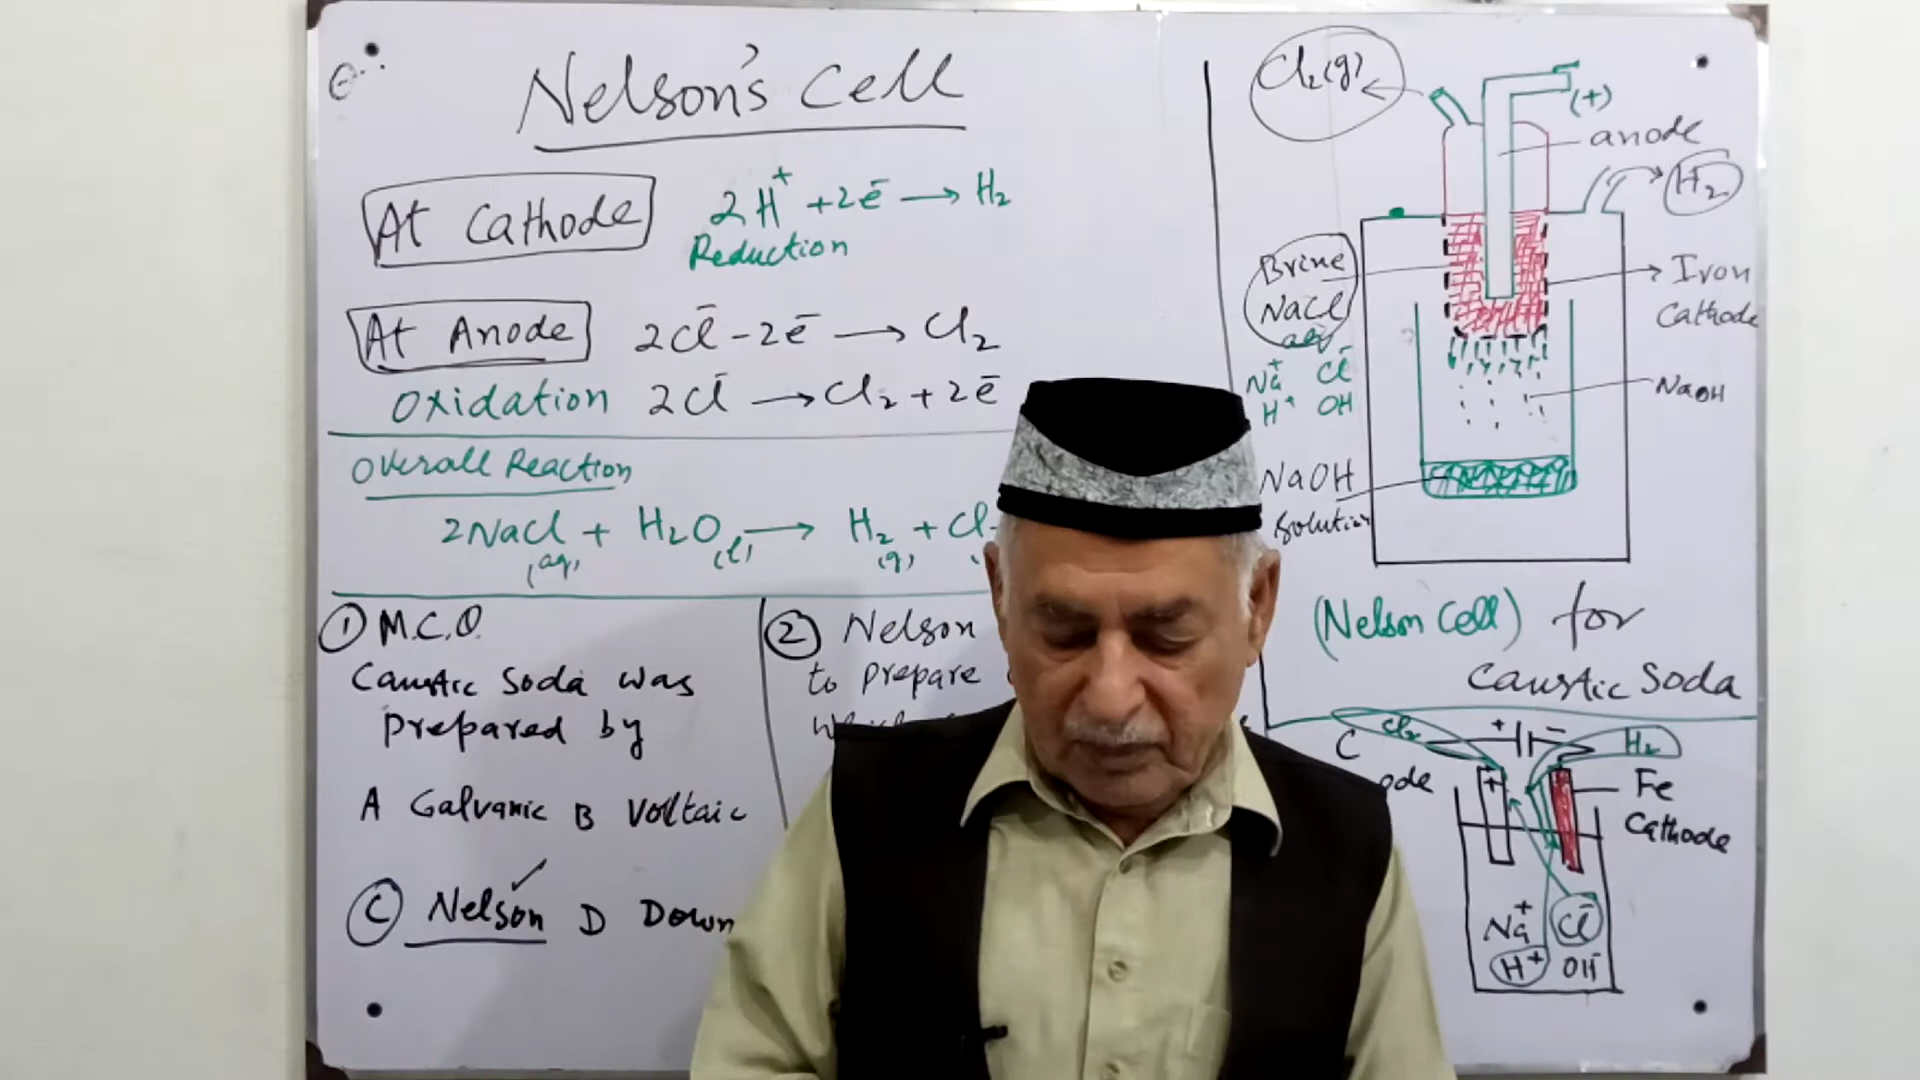 Nelson's Cell
At Cathode 2H⁺ + 2ē → H₂
Reduction
At Anode 2Cl̄ - 2ē → Cl₂
Oxidation 2Cl̄ → Cl₂ + 2ē
Overall Reaction
2NaCl + H₂O → H₂ + Cl
(aq) (l) (g)
① M.C.Q.
Caustic Soda was
Prepared by
A Galvanic B Voltaic
C Nelson ✓ D Down
② Nelson
to prepare
Cl₂(g)
(+)
anode
H₂
Brine
NaCl
aq
Iron
Cathode
Na⁺ Cl̄
H⁺ OH
NaOH
NaOH
Solution
(Nelson Cell) for
Caustic Soda
Cl₂ + − H₂
C
ode
+
Fe
Cathode
Na⁺ Cl̄
H⁺ OH̄